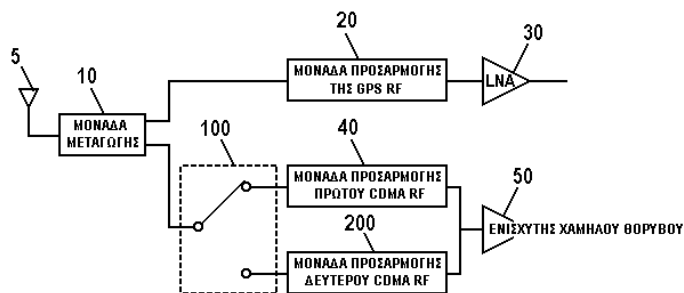 5
10
ΜΟΝΑΔΑ
ΜΕΤΑΓΩΓΗΣ
20
ΜΟΝΑΔΑ ΠΡΟΣΑΡΜΟΓΗΣ
ΤΗΣ GPS RF
30
LNA
100
40
ΜΟΝΑΔΑ ΠΡΟΣΑΡΜΟΓΗΣ
ΠΡΩΤΟΥ CDMA RF
50
ΕΝΙΣΧΥΤΗΣ ΧΑΜΗΛΟΥ ΘΟΡΥΒΟΥ
200
ΜΟΝΑΔΑ ΠΡΟΣΑΡΜΟΓΗΣ
ΔΕΥΤΕΡΟΥ CDMA RF